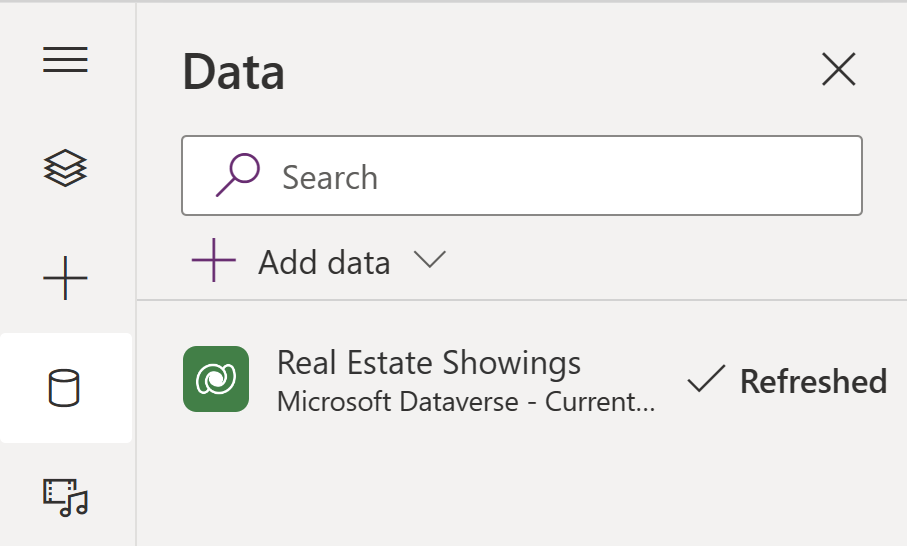 Data
Search
Add data
Real Estate Showings
Microsoft Dataverse - Current...
Refreshed